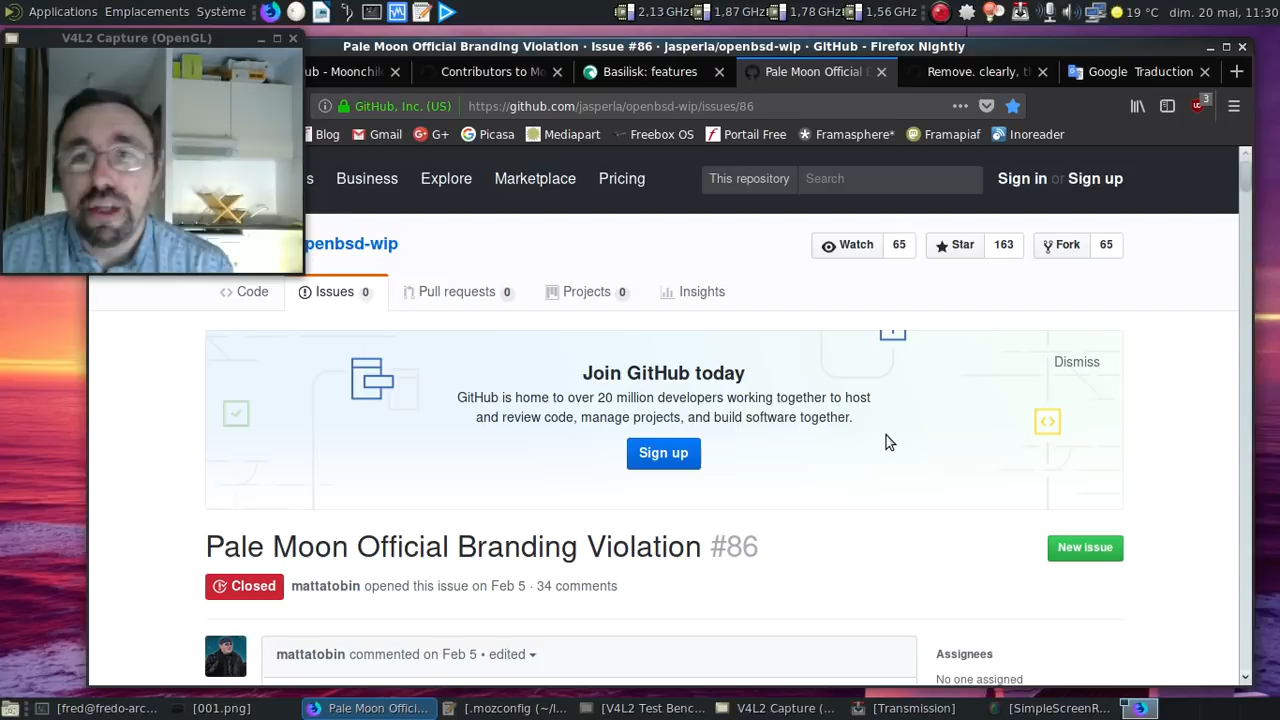 Applications Emplacements Système 2,13 GHz 1,87 GHz 1,78 GHz 1,56 GHz 19 °C dim. 20 mai, 11:30
V4L2 Capture (OpenGL)
Pale Moon Official Branding Violation · Issue #86 · jasperla/openbsd-wip · GitHub - Firefox Nightly
ub - Moonchil Contributors to Mo Basilisk: features Pale Moon Official Remove. clearly, th Google Traduction
GitHub, Inc. (US) https://github.com/jasperla/openbsd-wip/issues/86 3
Blog Gmail G+ Picasa Mediapart Freebox OS Portail Free Framasphère* Framapiaf Inoreader
s Business Explore Marketplace Pricing This repository Search Sign in or Sign up
penbsd-wip Watch 65 Star 163 Fork 65
Code Issues 0 Pull requests 0 Projects 0 Insights
Join GitHub today
Dismiss
GitHub is home to over 20 million developers working together to host
and review code, manage projects, and build software together.
Sign up
Pale Moon Official Branding Violation #86
New issue
Closed mattatobin opened this issue on Feb 5 · 34 comments
mattatobin commented on Feb 5 • edited
Assignees
No one assigned
[fred@fredo-arc... [001.png] Pale Moon Offici... [.mozconfig (~/l... [V4L2 Test Benc... V4L2 Capture (... [Transmission] [SimpleScreenR...